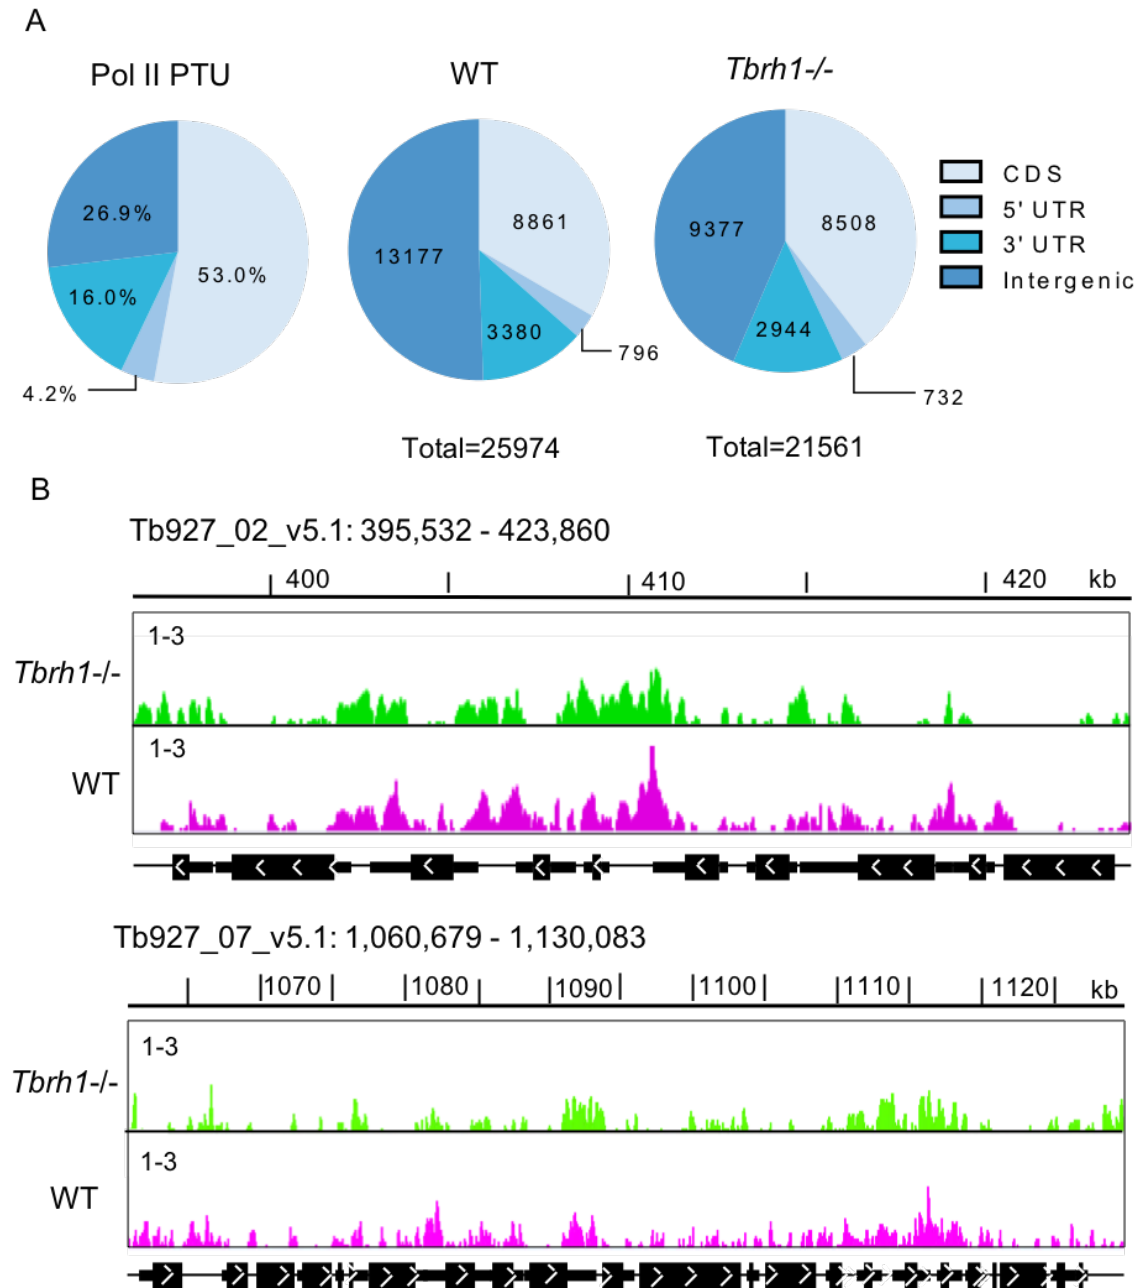 A
Pol II PTU
WT
Tbrh1-/-
26.9%
53.0%
16.0%
4.2%
13177
8861
3380
796
9377
8508
2944
732
CDS
5' UTR
3' UTR
Intergenic
Total=25974
Total=21561
B
Tb927_02_v5.1: 395,532 - 423,860
400 410 420 kb
1-3
Tbrh1-/-
1-3
WT
Tb927_07_v5.1: 1,060,679 - 1,130,083
1070 1080 1090 1100 1110 1120 kb
1-3
Tbrh1-/-
1-3
WT